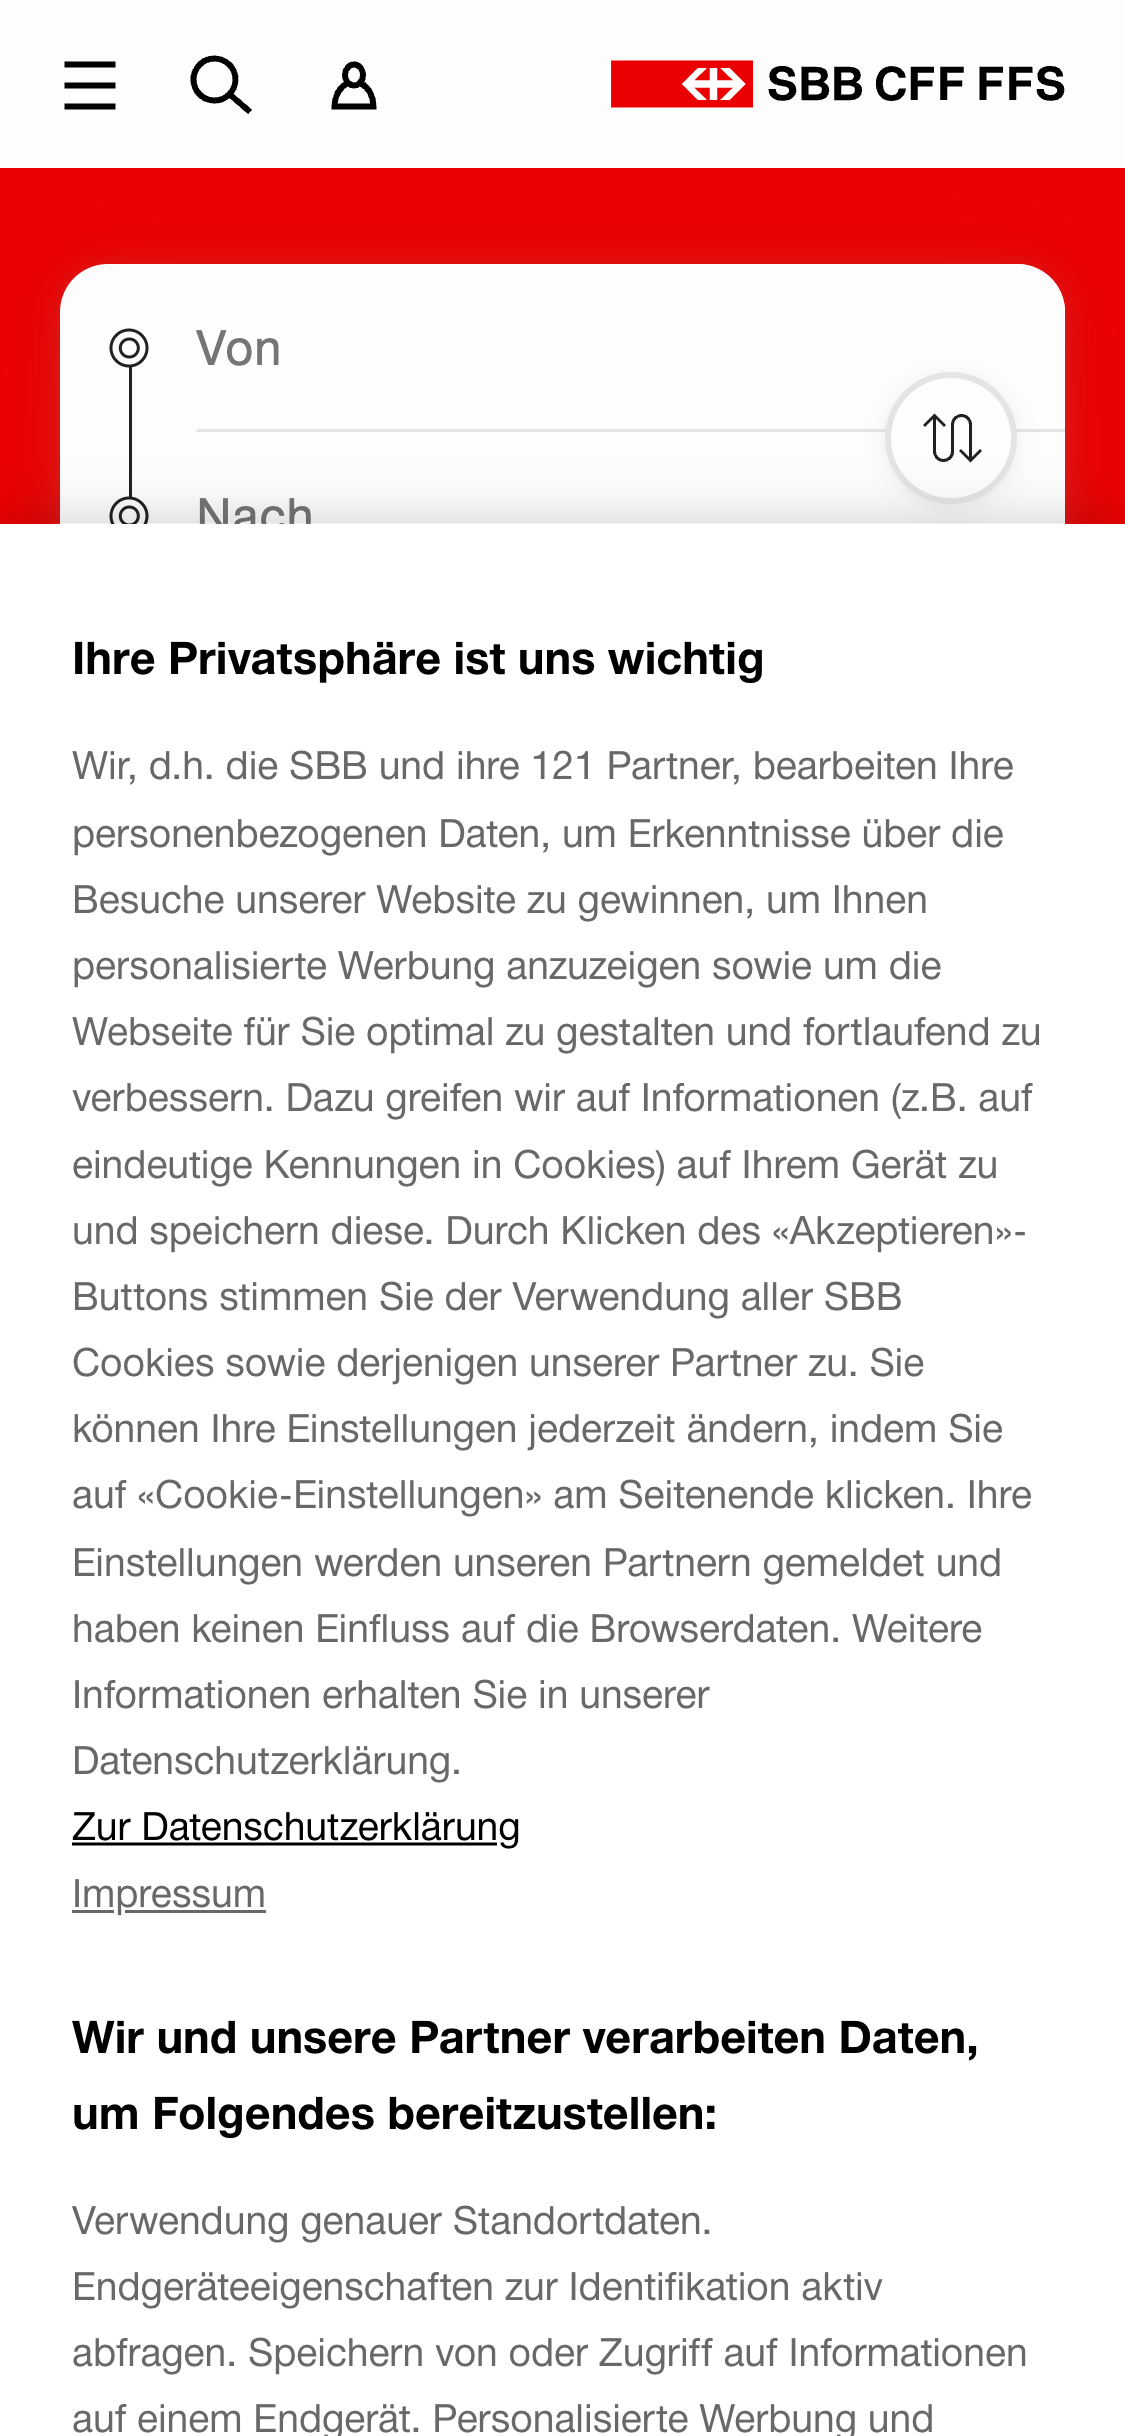 SBB CFF FFS
Von
Nach
Ihre Privatsphäre ist uns wichtig
Wir, d.h. die SBB und ihre 121 Partner, bearbeiten Ihre
personenbezogenen Daten, um Erkenntnisse über die
Besuche unserer Website zu gewinnen, um Ihnen
personalisierte Werbung anzuzeigen sowie um die
Webseite für Sie optimal zu gestalten und fortlaufend zu
verbessern. Dazu greifen wir auf Informationen (z.B. auf
eindeutige Kennungen in Cookies) auf Ihrem Gerät zu
und speichern diese. Durch Klicken des «Akzeptieren»-
Buttons stimmen Sie der Verwendung aller SBB
Cookies sowie derjenigen unserer Partner zu. Sie
können Ihre Einstellungen jederzeit ändern, indem Sie
auf «Cookie-Einstellungen» am Seitenende klicken. Ihre
Einstellungen werden unseren Partnern gemeldet und
haben keinen Einfluss auf die Browserdaten. Weitere
Informationen erhalten Sie in unserer
Datenschutzerklärung.
Zur Datenschutzerklärung
Impressum
Wir und unsere Partner verarbeiten Daten,
um Folgendes bereitzustellen:
Verwendung genauer Standortdaten.
Endgeräteeigenschaften zur Identifikation aktiv
abfragen. Speichern von oder Zugriff auf Informationen
auf einem Endgerät. Personalisierte Werbung und